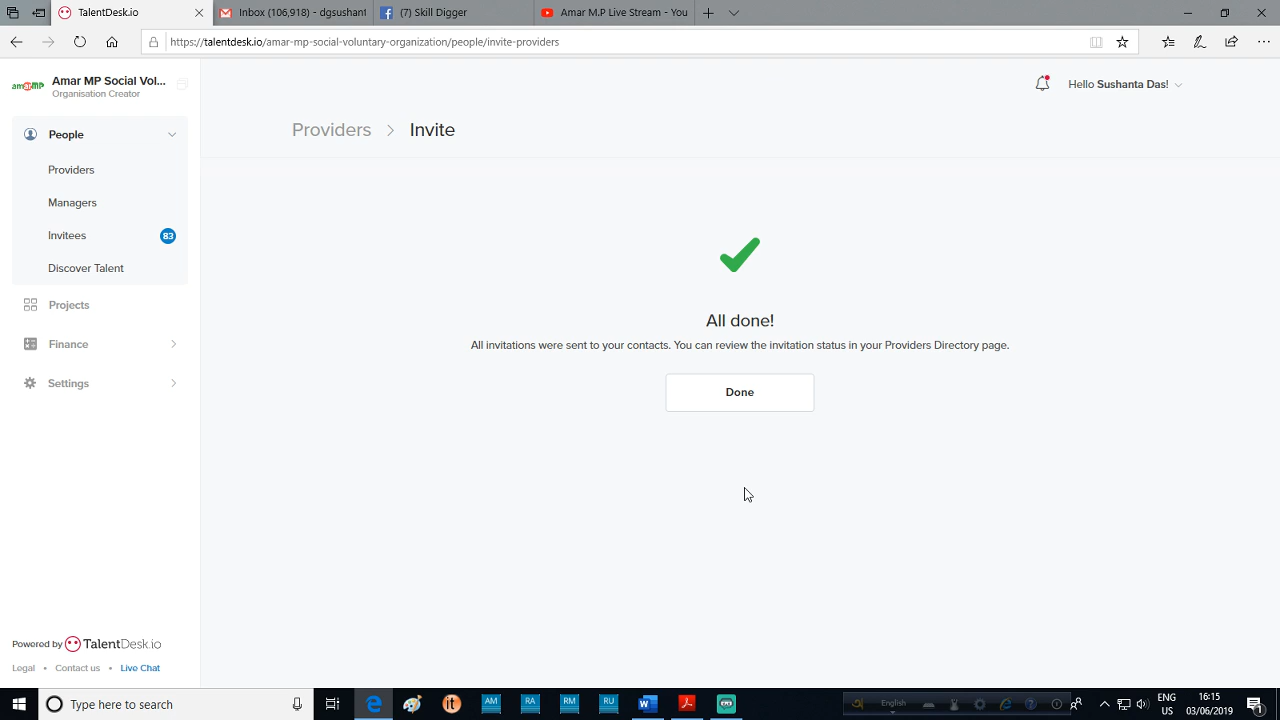 TalentDesk.io
Inbox (106,918) - dgsushant
(7) Skill Digger
Amar M.P Live Stream - You
https://talentdesk.io/amar-mp-social-voluntary-organization/people/invite-providers
amarMP
Amar MP Social Vol...
Organisation Creator
Hello Sushanta Das!
People
Providers > Invite
Providers
Managers
Invitees 83
Discover Talent
Projects
Finance
Settings
All done!
All invitations were sent to your contacts. You can review the invitation status in your Providers Directory page.
Done
Powered by TalentDesk.io
Legal • Contact us • Live Chat
Type here to search
AM
RA
RM
RU
English
ENG
US
16:15
03/06/2019
1